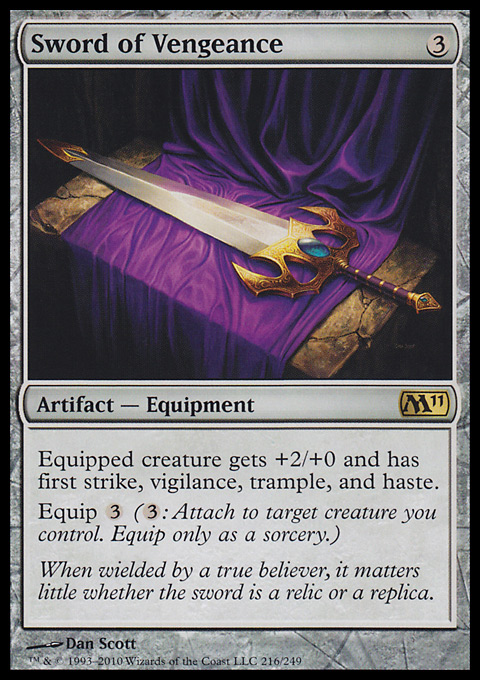 Sword of Vengeance 3
Artifact — Equipment M11
Equipped creature gets +2/+0 and has
first strike, vigilance, trample, and haste.
Equip 3 (3: Attach to target creature you
control. Equip only as a sorcery.)
When wielded by a true believer, it matters
little whether the sword is a relic or a replica.
Dan Scott
™ & © 1993–2010 Wizards of the Coast LLC 216/249